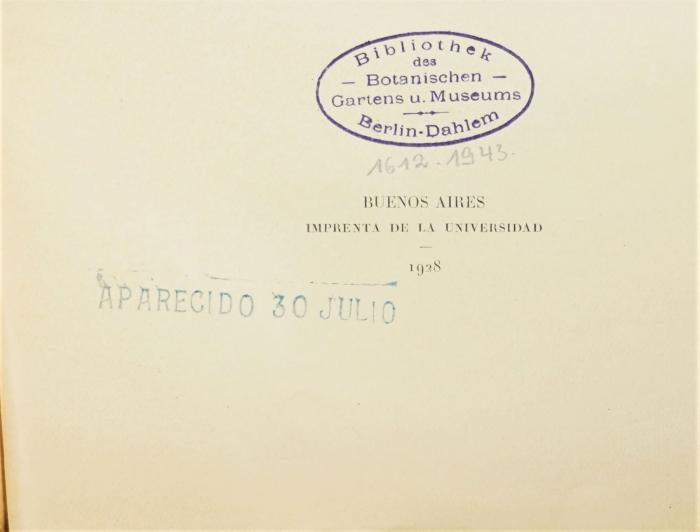 Bibliothek
des
— Botanischen —
Gartens u. Museums
Berlin-Dahlem
1612-1943.
BUENOS AIRES
IMPRENTA DE LA UNIVERSIDAD
—
1928
APARECIDO 30 JULIO